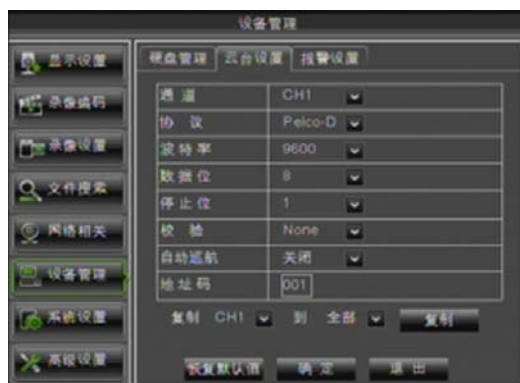 设备管理
显示设置
录像编码
录像设置
文件搜索
网络相关
设备管理
系统设置
高级设置
硬盘管理 云台设置 报警设置
通道 CH1
协议 Pelco-D
波特率 9600
数据位 8
停止位 1
校验 None
自动巡航 关闭
地址码 001
复制 CH1 到 全部 复制
恢复默认值 确定 退出